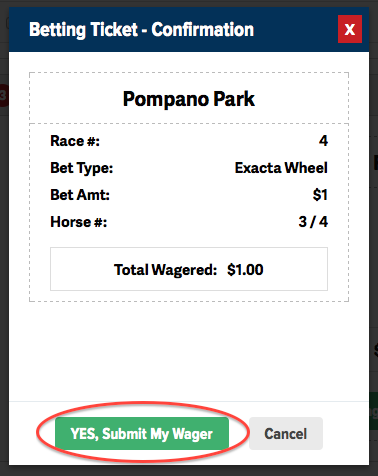 Betting Ticket - Confirmation X
Pompano Park
Race #: 4
Bet Type: Exacta Wheel
Bet Amt: $1
Horse #: 3 / 4
Total Wagered: $1.00
YES, Submit My Wager Cancel